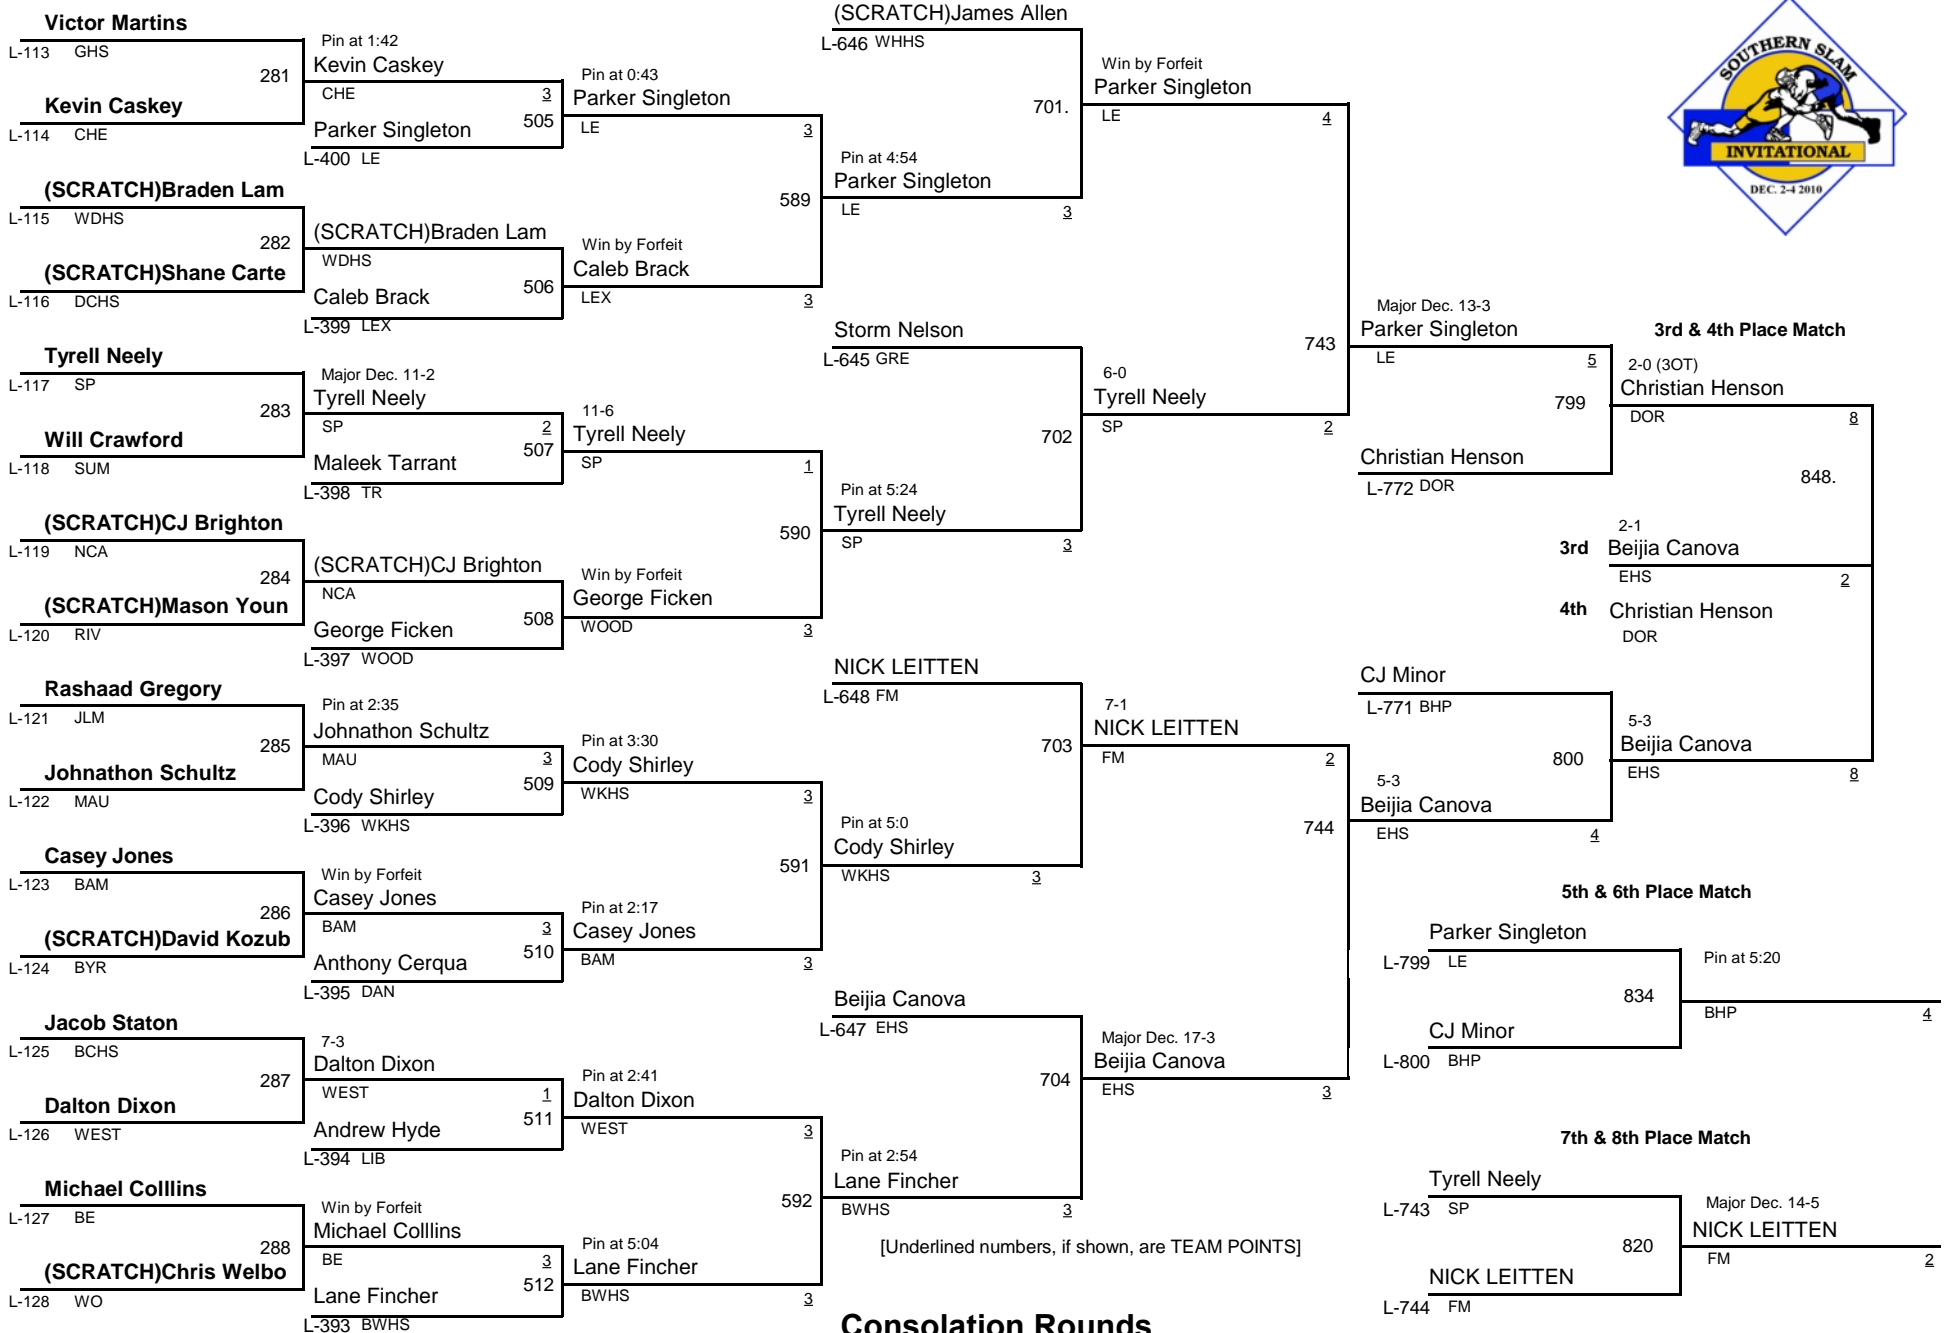 Victor Martins
L-113 GHS
281
Kevin Caskey
L-114 CHE
(SCRATCH)Braden Lam
L-115 WDHS
282
(SCRATCH)Shane Carte
L-116 DCHS
Tyrell Neely
L-117 SP
283
Will Crawford
L-118 SUM
(SCRATCH)CJ Brighton
L-119 NCA
284
(SCRATCH)Mason Youn
L-120 RIV
Rashaad Gregory
L-121 JLM
285
Johnathon Schultz
L-122 MAU
Casey Jones
L-123 BAM
286
(SCRATCH)David Kozub
L-124 BYR
Jacob Staton
L-125 BCHS
287
Dalton Dixon
L-126 WEST
Michael Colllins
L-127 BE
288
(SCRATCH)Chris Welbo
L-128 WO
Pin at 1:42
Kevin Caskey
CHE 3
505
Parker Singleton
L-400 LE
(SCRATCH)Braden Lam
WDHS
506
Caleb Brack
L-399 LEX
Major Dec. 11-2
Tyrell Neely
SP 2
507
Maleek Tarrant
L-398 TR
(SCRATCH)CJ Brighton
NCA
508
George Ficken
L-397 WOOD
Pin at 2:35
Johnathon Schultz
MAU 3
509
Cody Shirley
L-396 WKHS
Win by Forfeit
Casey Jones
BAM 3
510
Anthony Cerqua
L-395 DAN
7-3
Dalton Dixon
WEST 1
511
Andrew Hyde
L-394 LIB
Win by Forfeit
Michael Colllins
BE 3
512
Lane Fincher
L-393 BWHS
Pin at 0:43
Parker Singleton
LE 3
589
Win by Forfeit
Caleb Brack
LEX 3
11-6
Tyrell Neely
SP 1
590
Win by Forfeit
George Ficken
WOOD 3
Pin at 3:30
Cody Shirley
WKHS 3
591
Pin at 2:17
Casey Jones
BAM 3
Pin at 2:41
Dalton Dixon
WEST 3
592
Pin at 5:04
Lane Fincher
BWHS 3
(SCRATCH)James Allen
L-646 WHHS
701.
Pin at 4:54
Parker Singleton
LE 3
Storm Nelson
L-645 GRE
702
Pin at 5:24
Tyrell Neely
SP 3
NICK LEITTEN
L-648 FM
703
Pin at 5:0
Cody Shirley
WKHS 3
Beijia Canova
L-647 EHS
704
Pin at 2:54
Lane Fincher
BWHS 3
[Underlined numbers, if shown, are TEAM POINTS]
Consolation Rounds
Win by Forfeit
Parker Singleton
LE 4
743
6-0
Tyrell Neely
SP 2
7-1
NICK LEITTEN
FM 2
744
Major Dec. 17-3
Beijia Canova
EHS 3
SOUTHERN SLAM
INVITATIONAL
DEC. 2-4 2010
Major Dec. 13-3
Parker Singleton
LE 5
799
Christian Henson
L-772 DOR
CJ Minor
L-771 BHP
800
5-3
Beijia Canova
EHS 4
3rd & 4th Place Match
2-0 (3OT)
Christian Henson
DOR 8
848.
2-1
3rd Beijia Canova
EHS 2
4th Christian Henson
DOR
5-3
Beijia Canova
EHS 8
5th & 6th Place Match
Parker Singleton
L-799 LE
834
CJ Minor
L-800 BHP
Pin at 5:20
BHP 4
7th & 8th Place Match
Tyrell Neely
L-743 SP
820
NICK LEITTEN
L-744 FM
Major Dec. 14-5
NICK LEITTEN
FM 2